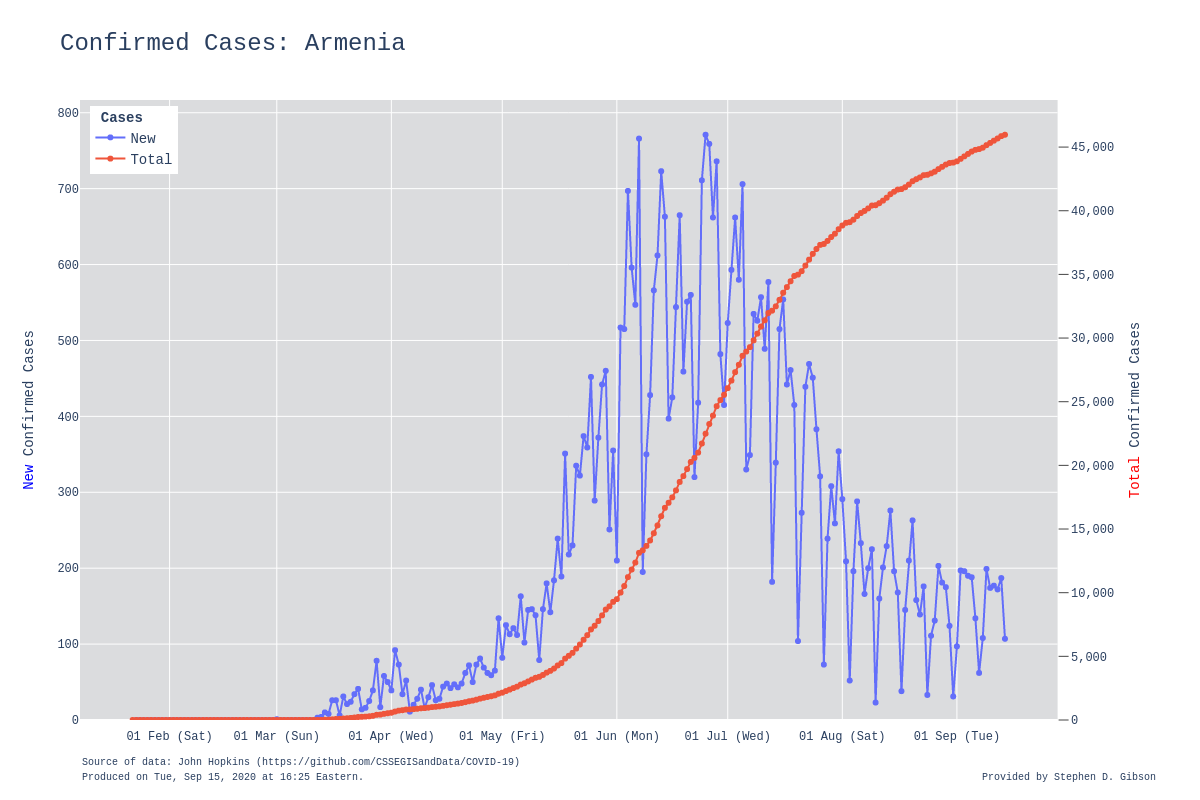 Confirmed Cases: Armenia
Cases
New
Total
800
700
600
500
400
300
200
100
0
New Confirmed Cases
45,000
40,000
35,000
30,000
25,000
20,000
15,000
10,000
5,000
0
Total Confirmed Cases
01 Feb (Sat) 01 Mar (Sun) 01 Apr (Wed) 01 May (Fri) 01 Jun (Mon) 01 Jul (Wed) 01 Aug (Sat) 01 Sep (Tue)
Source of data: John Hopkins (https://github.com/CSSEGISandData/COVID-19)
Produced on Tue, Sep 15, 2020 at 16:25 Eastern.
Provided by Stephen D. Gibson